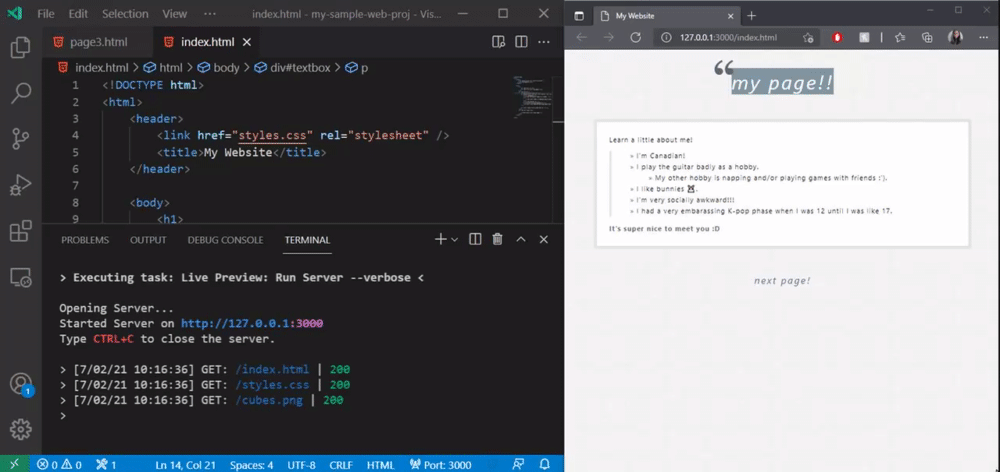 File Edit Selection View ··· index.html - my-sample-web-proj - Vis...
page3.html index.html
index.html > html > body > div#textbox > p
1 <!DOCTYPE html>
2 <html>
3 <header>
4 <link href="styles.css" rel="stylesheet" />
5 <title>My Website</title>
6 </header>
7
8 <body>
9 <h1>
PROBLEMS OUTPUT DEBUG CONSOLE TERMINAL
> Executing task: Live Preview: Run Server --verbose <
Opening Server...
Started Server on http://127.0.0.1:3000
Type CTRL+C to close the server.
> [7/02/21 10:16:36] GET: /index.html | 200
> [7/02/21 10:16:36] GET: /styles.css | 200
> [7/02/21 10:16:36] GET: /cubes.png | 200
>
1
0 0 1 Ln 14, Col 21 Spaces: 4 UTF-8 CRLF HTML Port: 3000
My Website
127.0.0.1:3000/index.html
“my page!!
Learn a little about me!
» I'm Canadian!
» I play the guitar badly as a hobby.
» My other hobby is napping and/or playing games with friends :').
» I like bunnies 🐰.
» I'm very socially awkward!!!
» I had a very embarassing K-pop phase when I was 12 until I was like 17.
It's super nice to meet you :D
next page!